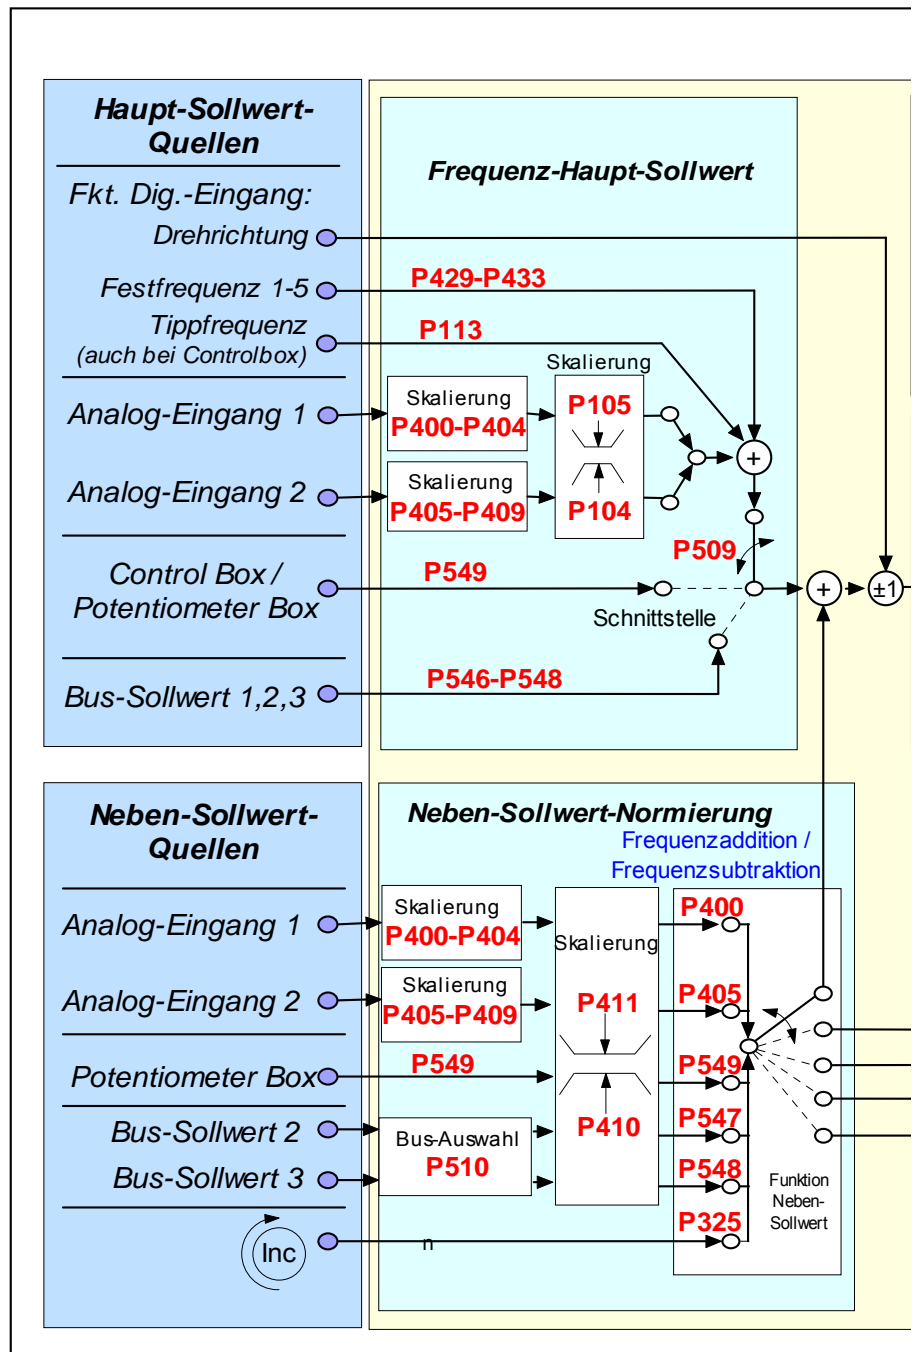 Haupt-Sollwert-
Quellen
Fkt. Dig.-Eingang:
Drehrichtung
Festfrequenz 1-5
Tippfrequenz
(auch bei Controlbox)
Analog-Eingang 1
Analog-Eingang 2
Control Box /
Potentiometer Box
Bus-Sollwert 1,2,3
Frequenz-Haupt-Sollwert
P429-P433
P113
Skalierung
P400-P404
Skalierung
P105
P104
Skalierung
P405-P409
+
P509
P549
Schnittstelle
P546-P548
+
±1
Neben-Sollwert-
Quellen
Analog-Eingang 1
Analog-Eingang 2
Potentiometer Box
Bus-Sollwert 2
Bus-Sollwert 3
Inc
Neben-Sollwert-Normierung
Frequenzaddition /
Frequenzsubtraktion
Skalierung
P400-P404
Skalierung
P405-P409
P549
Bus-Auswahl
P510
n
Skalierung
P411
P410
P400
P405
P549
P547
P548
P325
Funktion
Neben-
Sollwert